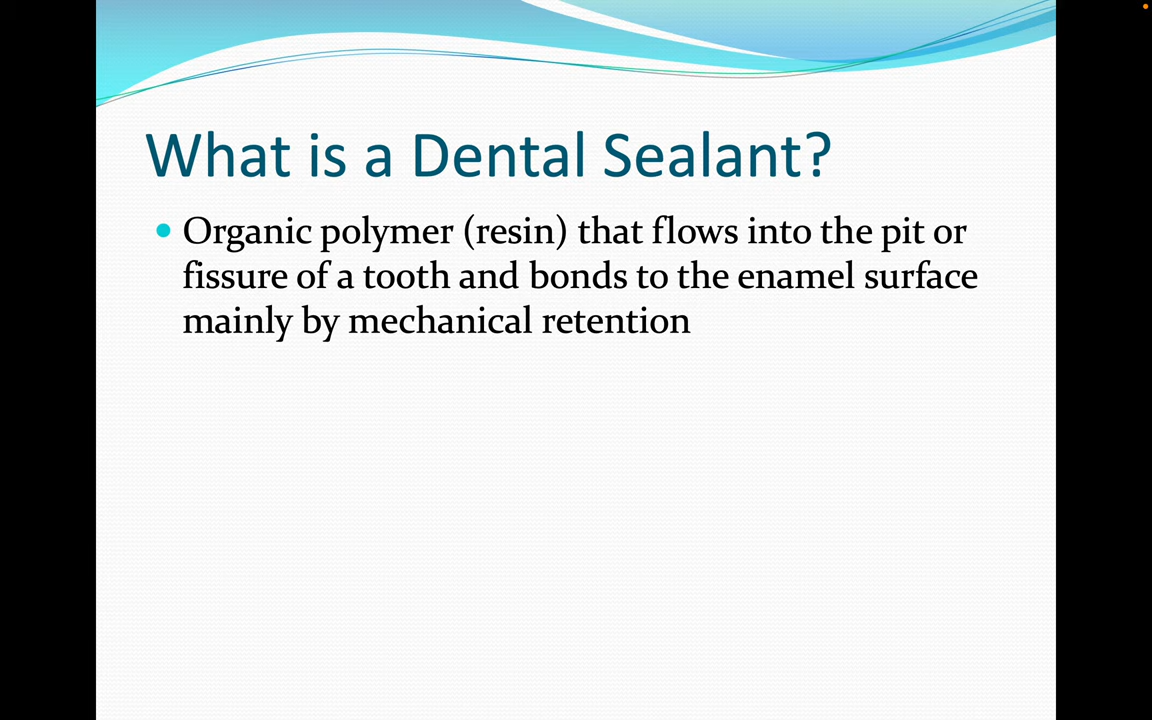 What is a Dental Sealant?
• Organic polymer (resin) that flows into the pit or
fissure of a tooth and bonds to the enamel surface
mainly by mechanical retention